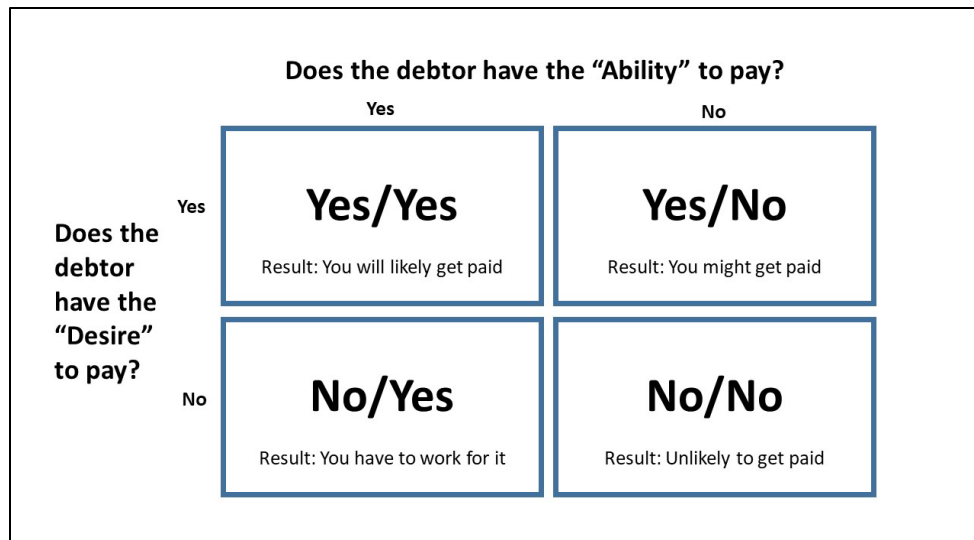 Does the debtor have the “Ability” to pay?
Yes
No
Yes
Yes/Yes
Result: You will likely get paid
Yes/No
Result: You might get paid
Does the
debtor
have the
“Desire”
to pay?
No
No/Yes
Result: You have to work for it
No/No
Result: Unlikely to get paid